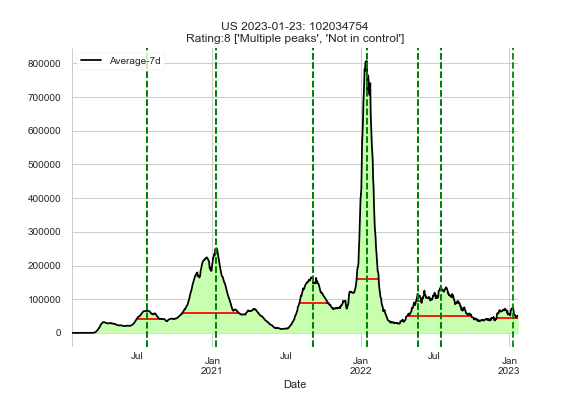 US 2023-01-23: 102034754
Rating:8 ['Multiple peaks', 'Not in control']
Average-7d
800000
700000
600000
500000
400000
300000
200000
100000
0
Jul
Jan
2021
Jul
Jan
2022
Jul
Jan
2023
Date